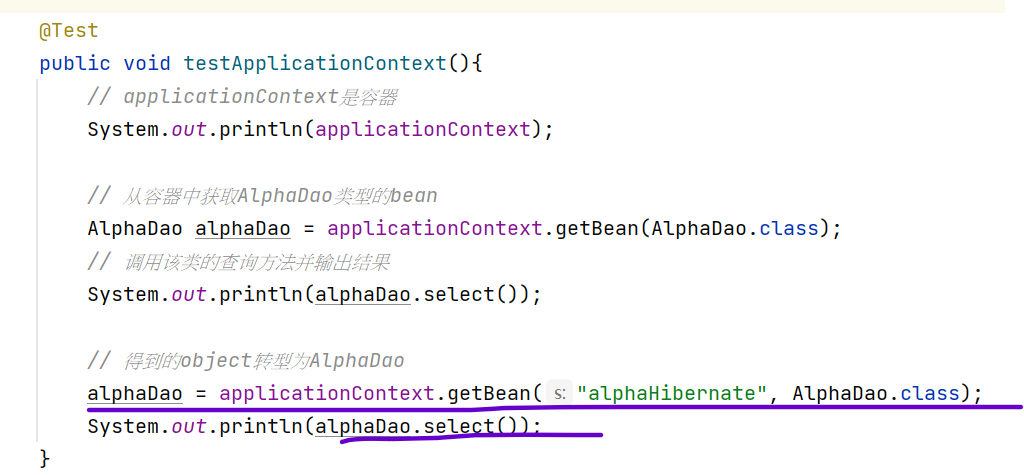 @Test
public void testApplicationContext(){
// applicationContext是容器
System.out.println(applicationContext);
// 从容器中获取AlphaDao类型的bean
AlphaDao alphaDao = applicationContext.getBean(AlphaDao.class);
// 调用该类的查询方法并输出结果
System.out.println(alphaDao.select());
// 得到的object转型为AlphaDao
alphaDao = applicationContext.getBean( s: "alphaHibernate", AlphaDao.class);
System.out.println(alphaDao.select());
}